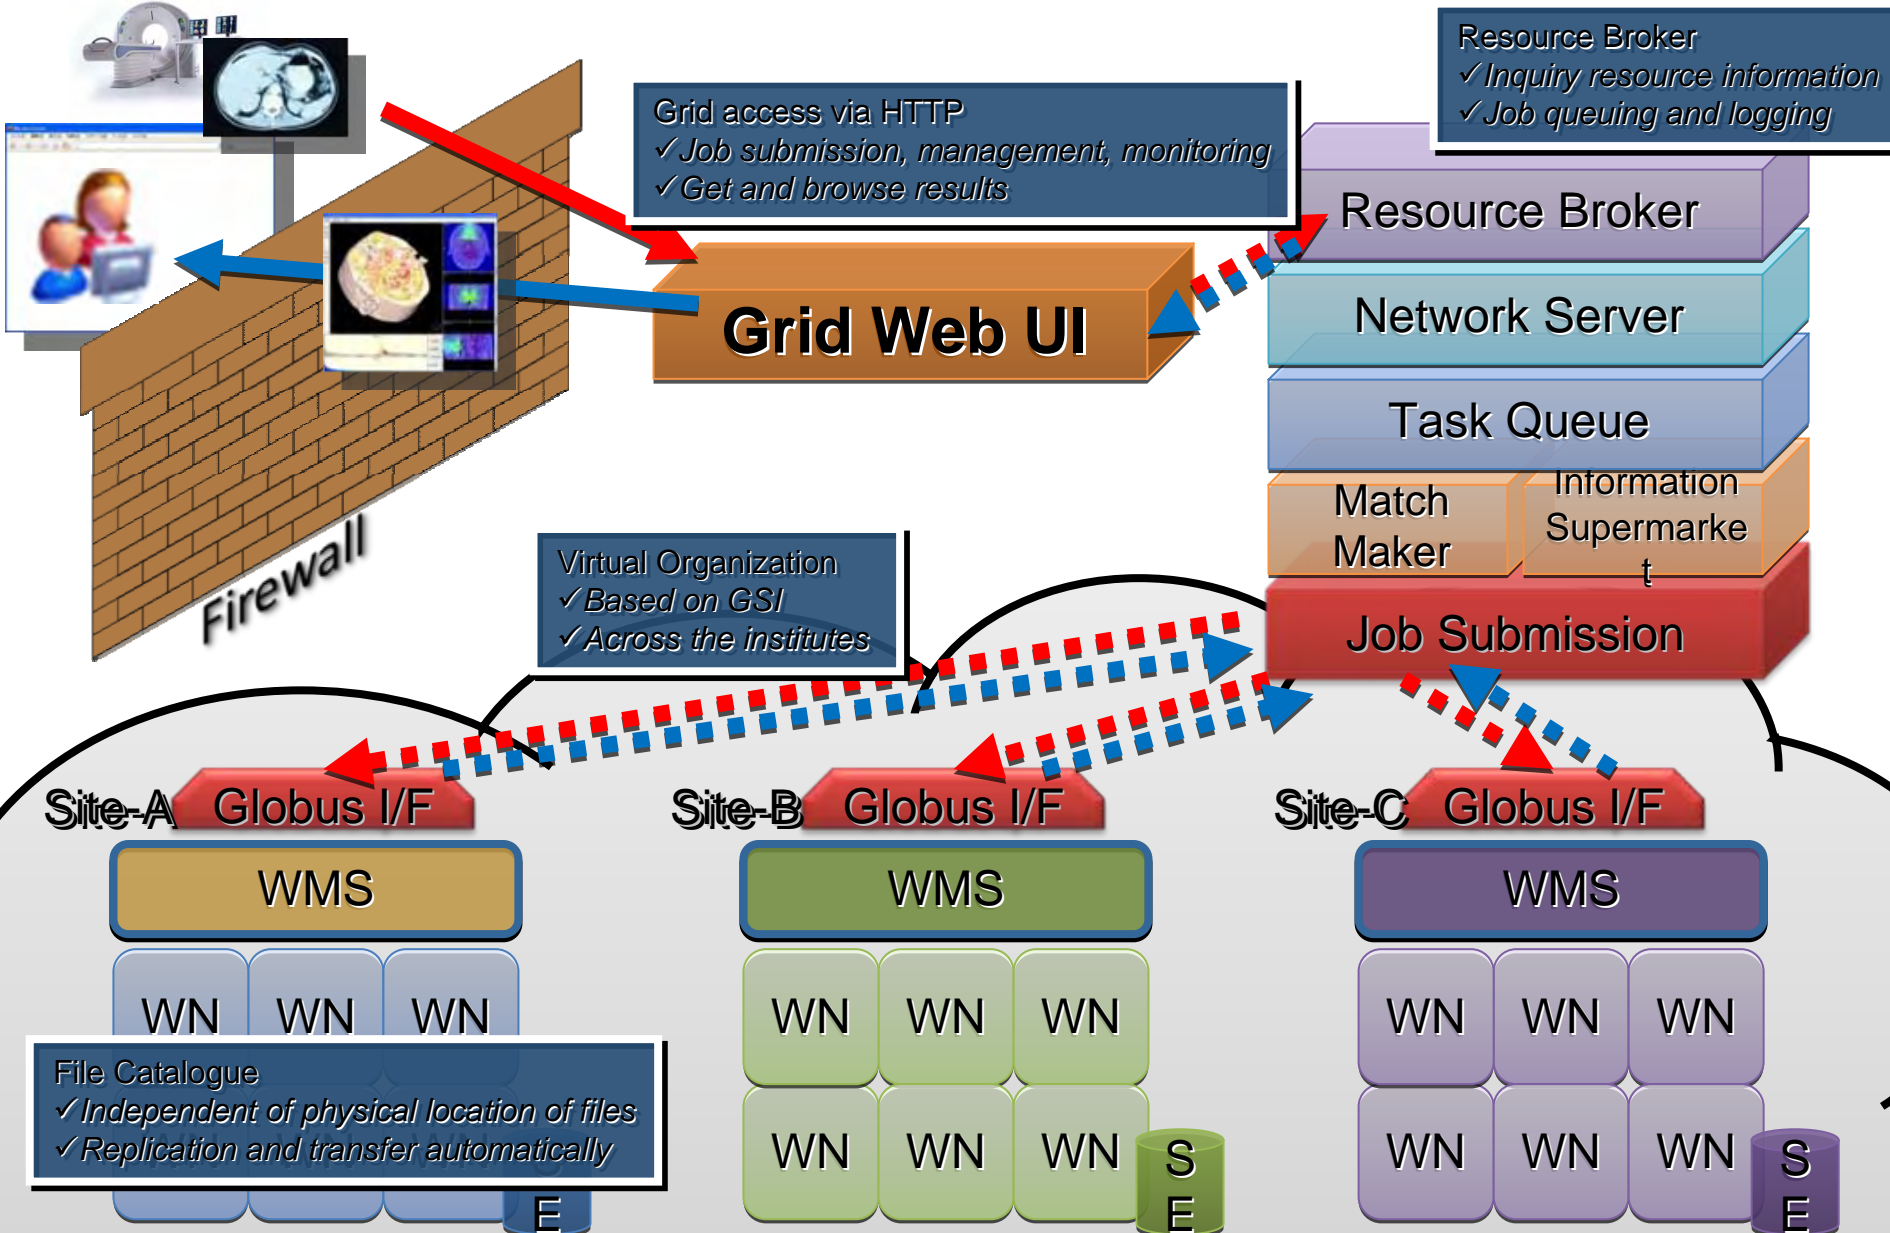 Resource Broker
✓Inquiry resource information
✓Job queuing and logging
Grid access via HTTP
✓Job submission, management, monitoring
✓Get and browse results
Resource Broker
Grid Web UI
Network Server
Task Queue
Match
Maker
Information
Supermarke
t
Firewall
Virtual Organization
✓Based on GSI
✓Across the institutes
Job Submission
Site-A
Globus I/F
Site-B
Globus I/F
Site-C
Globus I/F
WMS
WMS
WMS
WN WN WN
WN WN WN
WN WN WN
File Catalogue
✓Independent of physical location of files
✓Replication and transfer automatically
WN WN WN
WN WN WN
E
S
E
S
E